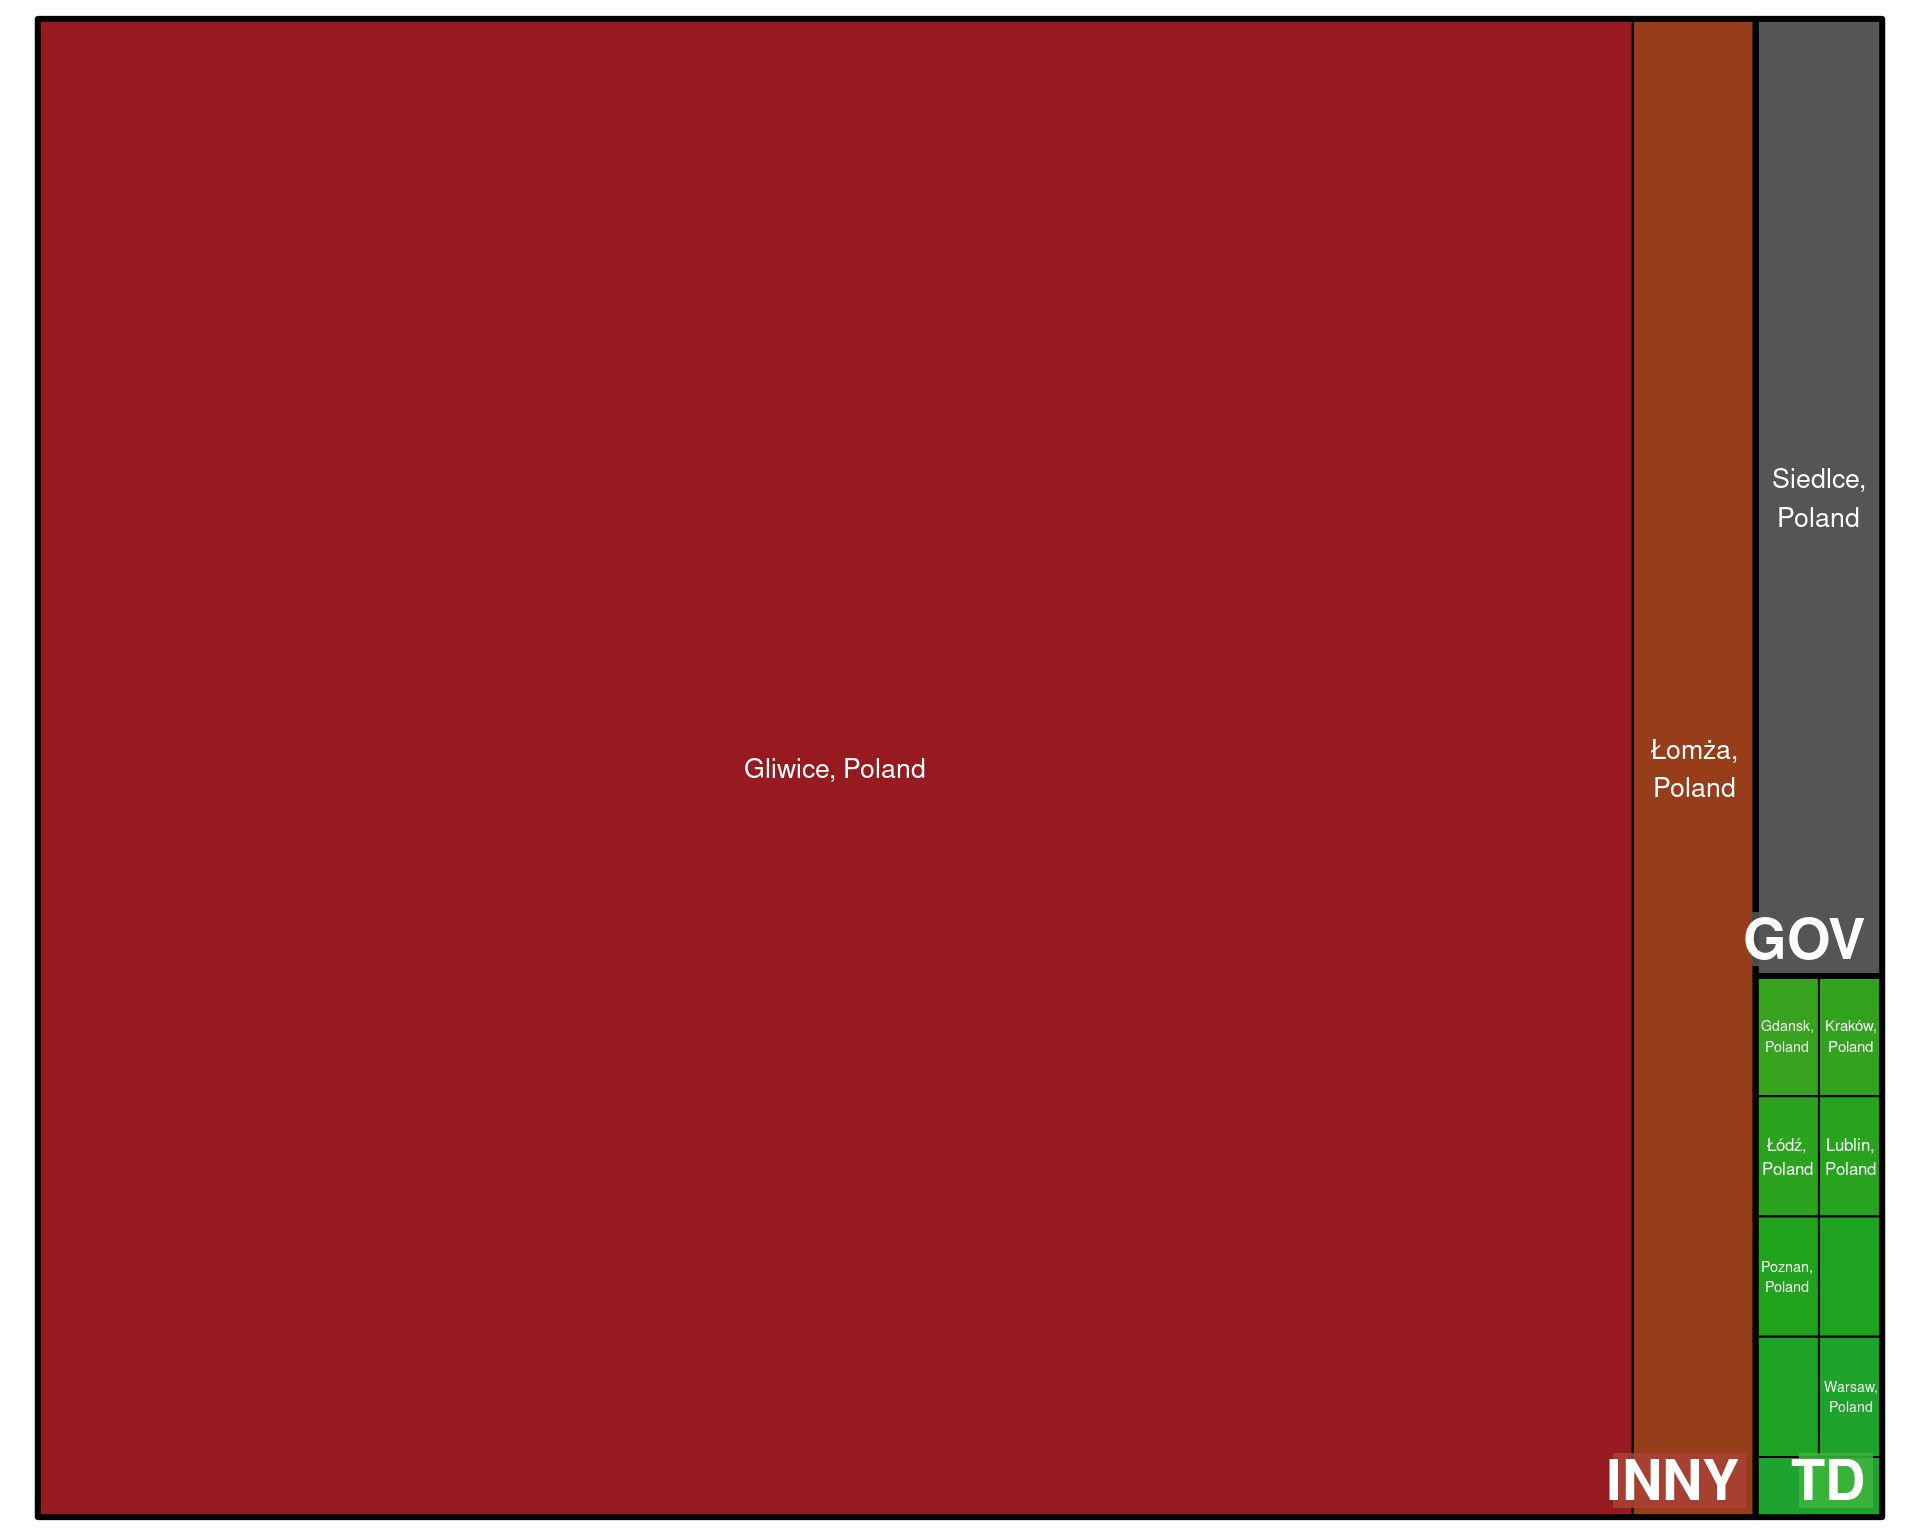 Gliwice, Poland
Łomża,
Poland
Siedlce,
Poland
GOV
Gdansk,
Poland
Kraków,
Poland
Łódź,
Poland
Lublin,
Poland
Poznan,
Poland
Warsaw,
Poland
INNY
TD